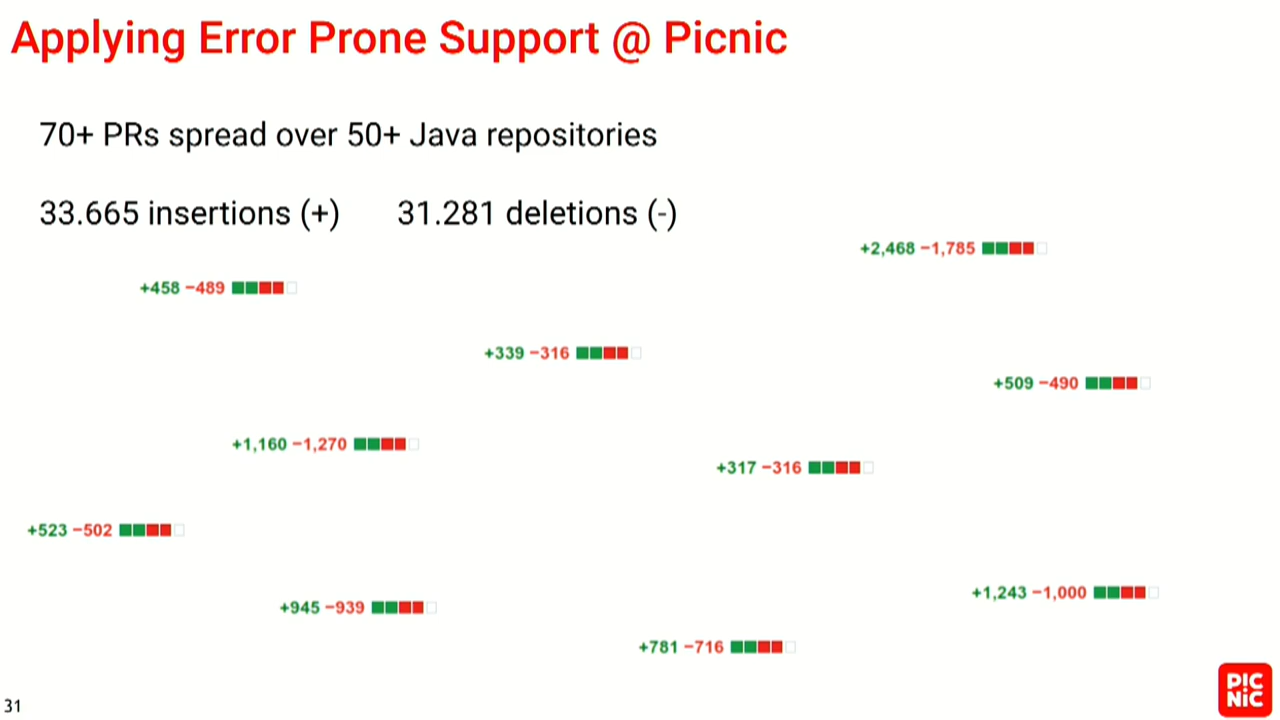 Applying Error Prone Support @ Picnic
70+ PRs spread over 50+ Java repositories
33.665 insertions (+) 31.281 deletions (-)
+2,468 −1,785
+458 −489
+339 −316
+509 −490
+1,160 −1,270
+317 −316
+523 −502
+1,243 −1,000
+945 −939
+781 −716
PIC
NiC
31